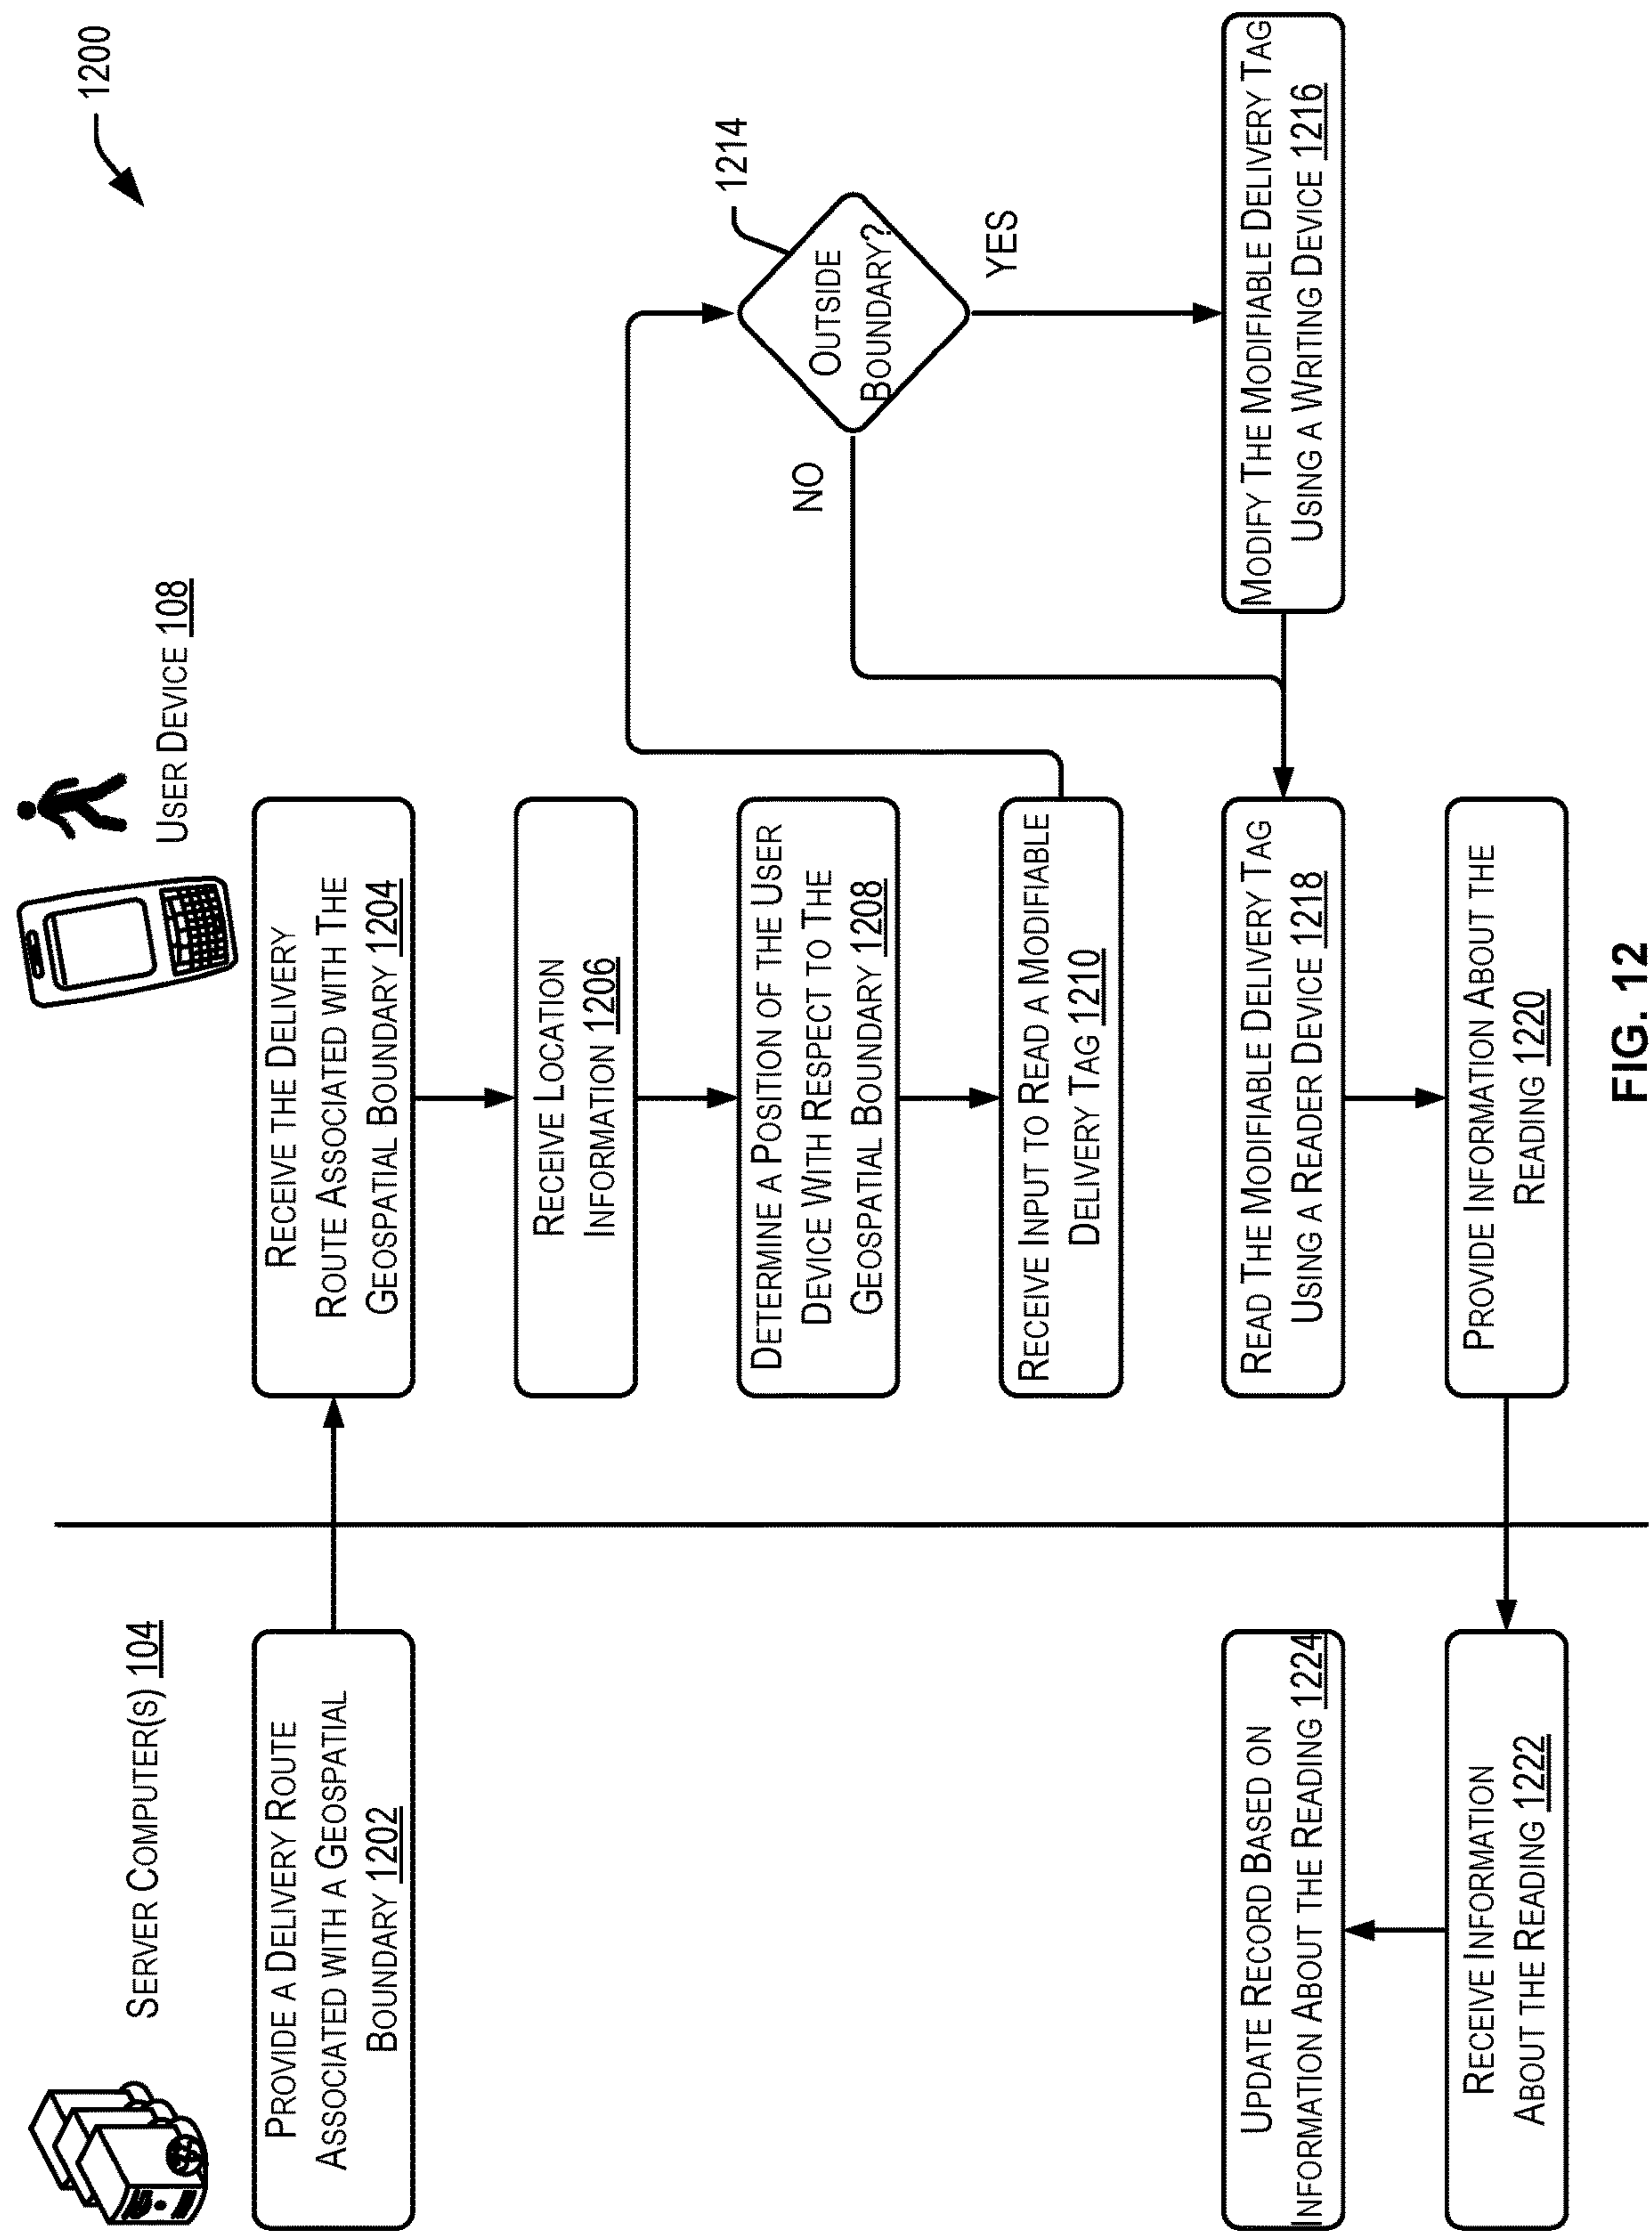 1200
SERVER COMPUTER(S) 104
USER DEVICE 108
PROVIDE A DELIVERY ROUTE
ASSOCIATED WITH A GEOSPATIAL
BOUNDARY 1202
RECEIVE THE DELIVERY
ROUTE ASSOCIATED WITH THE
GEOSPATIAL BOUNDARY 1204
RECEIVE LOCATION
INFORMATION 1206
DETERMINE A POSITION OF THE USER
DEVICE WITH RESPECT TO THE
GEOSPATIAL BOUNDARY 1208
RECEIVE INPUT TO READ A MODIFIABLE
DELIVERY TAG 1210
1214
OUTSIDE
BOUNDARY?
NO
YES
MODIFY THE MODIFIABLE DELIVERY TAG
USING A WRITING DEVICE 1216
READ THE MODIFIABLE DELIVERY TAG
USING A READER DEVICE 1218
PROVIDE INFORMATION ABOUT THE
READING 1220
RECEIVE INFORMATION
ABOUT THE READING 1222
UPDATE RECORD BASED ON
INFORMATION ABOUT THE READING 1224
FIG. 12